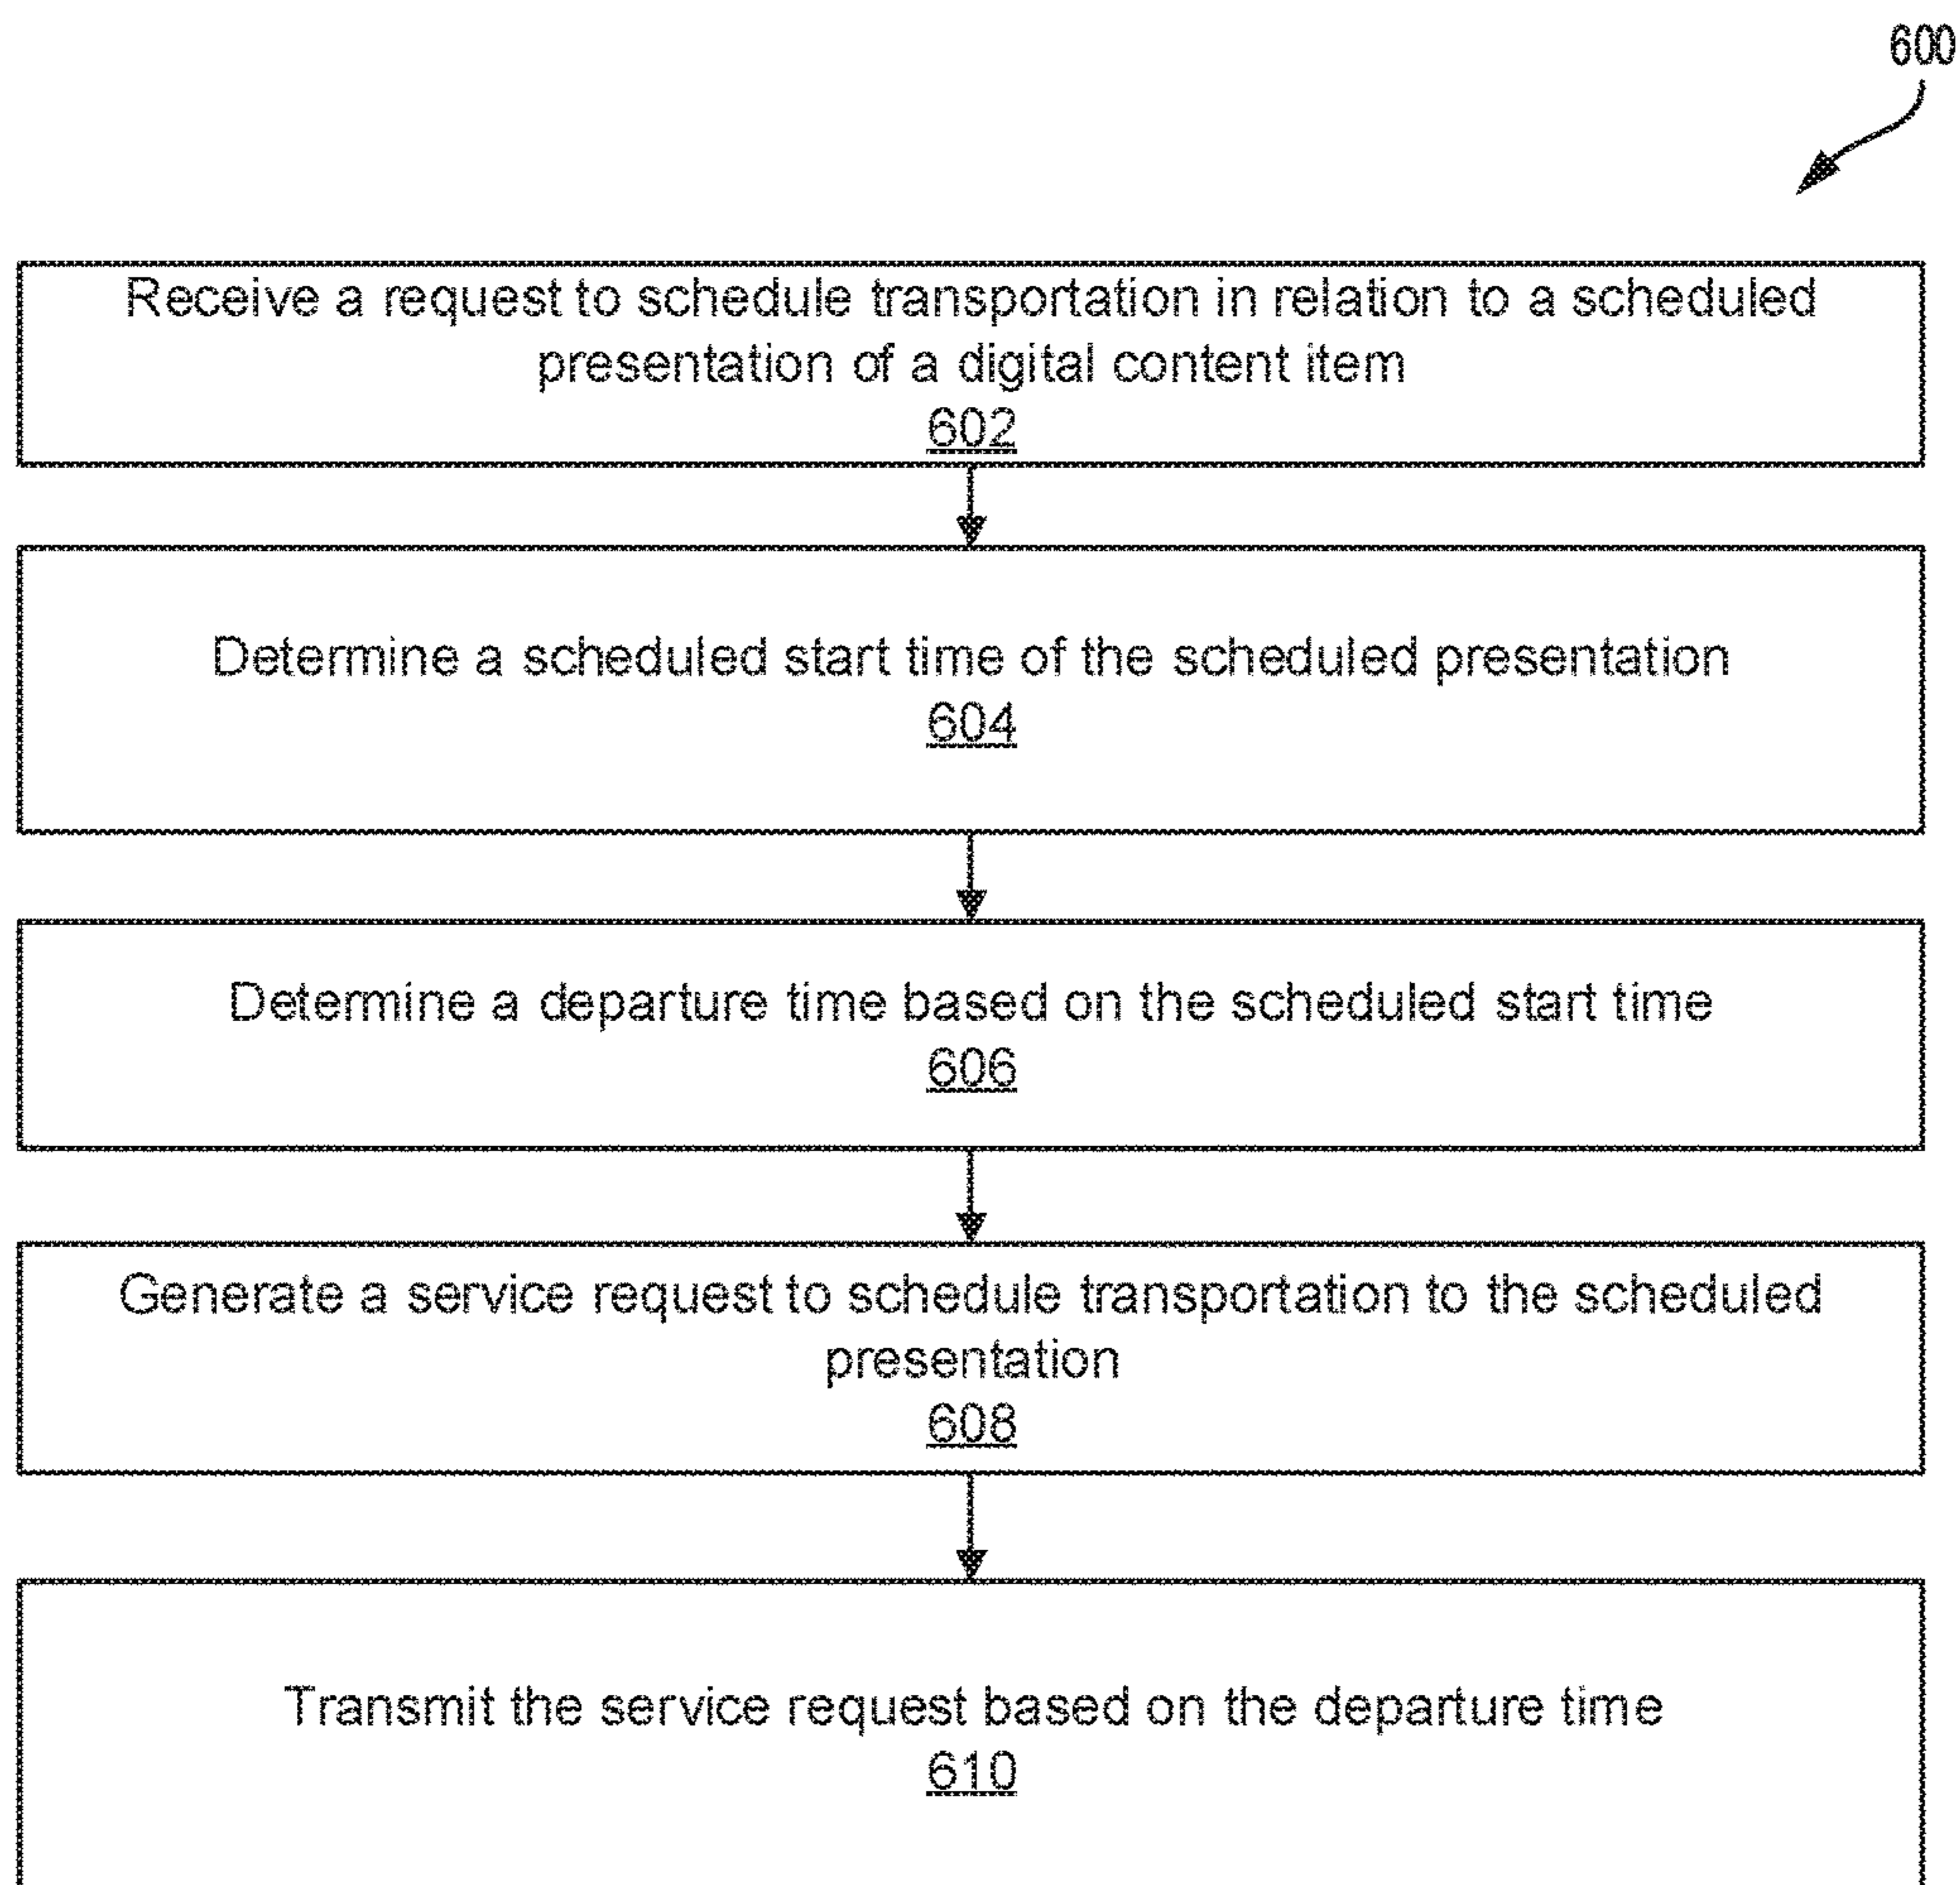 600
Receive a request to schedule transportation in relation to a scheduled
presentation of a digital content item
602
Determine a scheduled start time of the scheduled presentation
604
Determine a departure time based on the scheduled start time
606
Generate a service request to schedule transportation to the scheduled
presentation
608
Transmit the service request based on the departure time
610